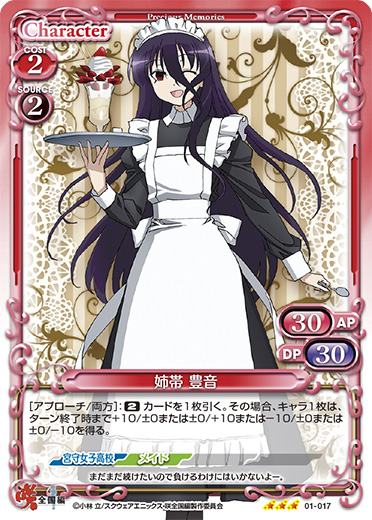 Precious Memories
Character
COST
2
SOURCE
2
30 AP
DP 30
姉帯 豊音
[アプローチ/両方]：2 カードを1枚引く。その場合、キャラ1枚は、
ターン終了時まで+10/±0または±0/+10または−10/±0または
±0/−10を得る。
宮守女子高校 メイド
まだまだ続けたいので負けるわけにはいかないよー。
咲 全国編
©小林 立/スクウェアエニックス・咲全国編製作委員会
01-017